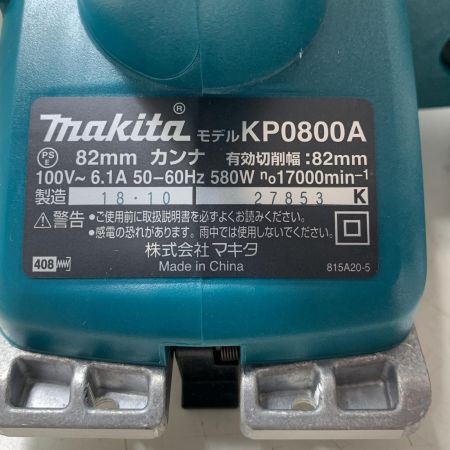 makita® モデル KP0800A
PSE 82mm カンナ 有効切削幅:82mm
100V~ 6.1A 50-60Hz 580W n₀17000min⁻¹
製造 18・10 27853 K
⚠警告 ●ご使用前に取扱説明書を必ずよくお読みください。
●感電の恐れがあります。雨中では使用しないでください。
株式会社マキタ
408 Made in China 815A20-5